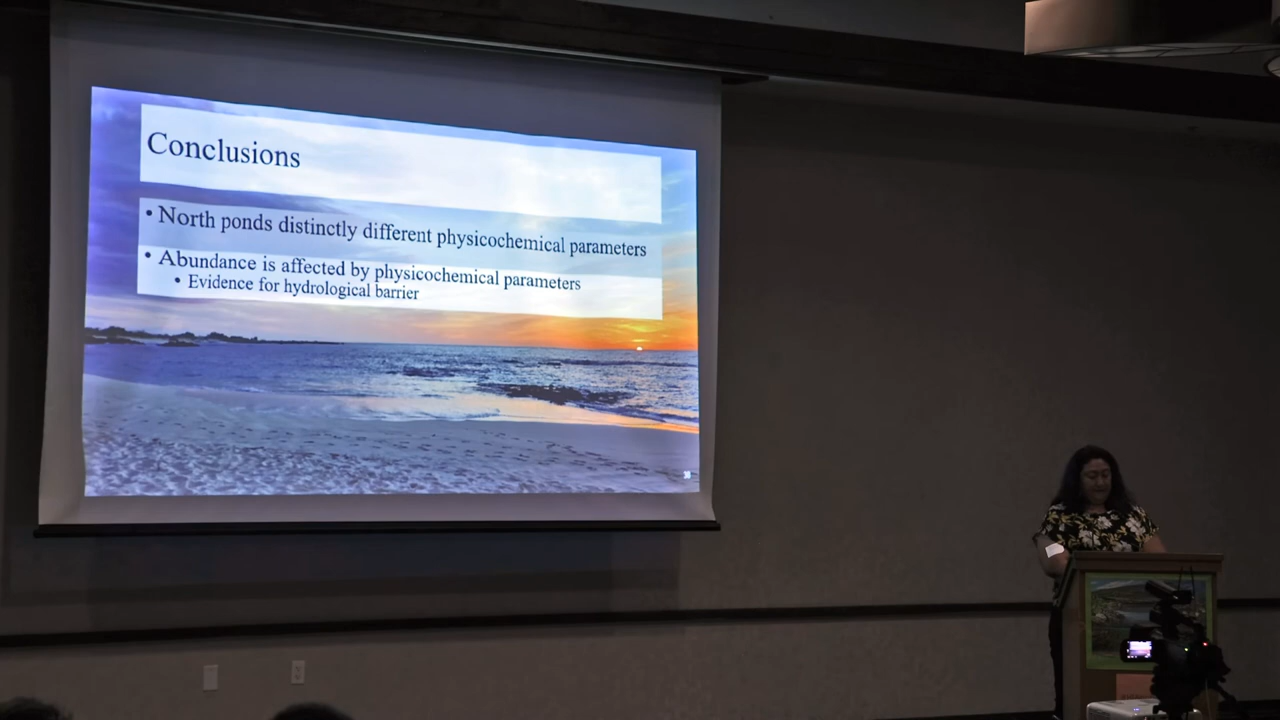 Conclusions
• North ponds distinctly different physicochemical parameters
• Abundance is affected by physicochemical parameters
• Evidence for hydrological barrier